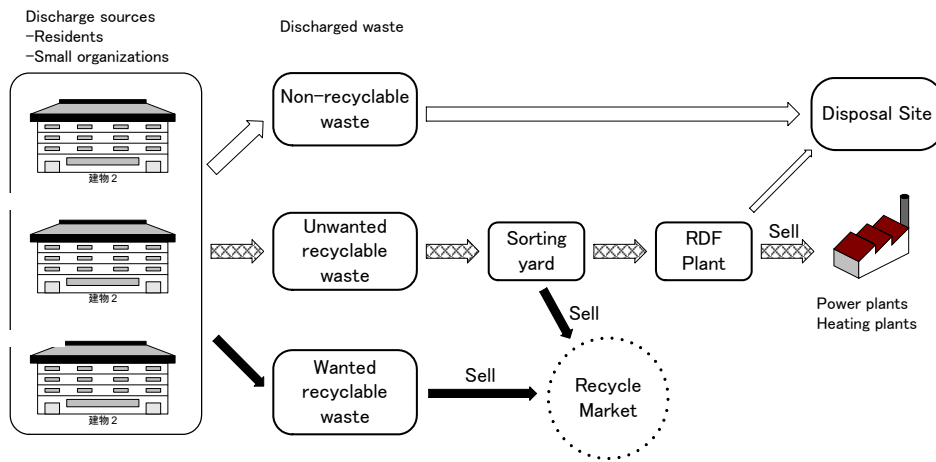 Discharge sources
-Residents
-Small organizations
Discharged waste
Non-recyclable
waste
Disposal Site
建物2
Unwanted
recyclable
waste
Sorting
yard
RDF
Plant
Sell
建物2
Power plants
Heating plants
Sell
Wanted
recyclable
waste
Sell
Recycle
Market
建物2